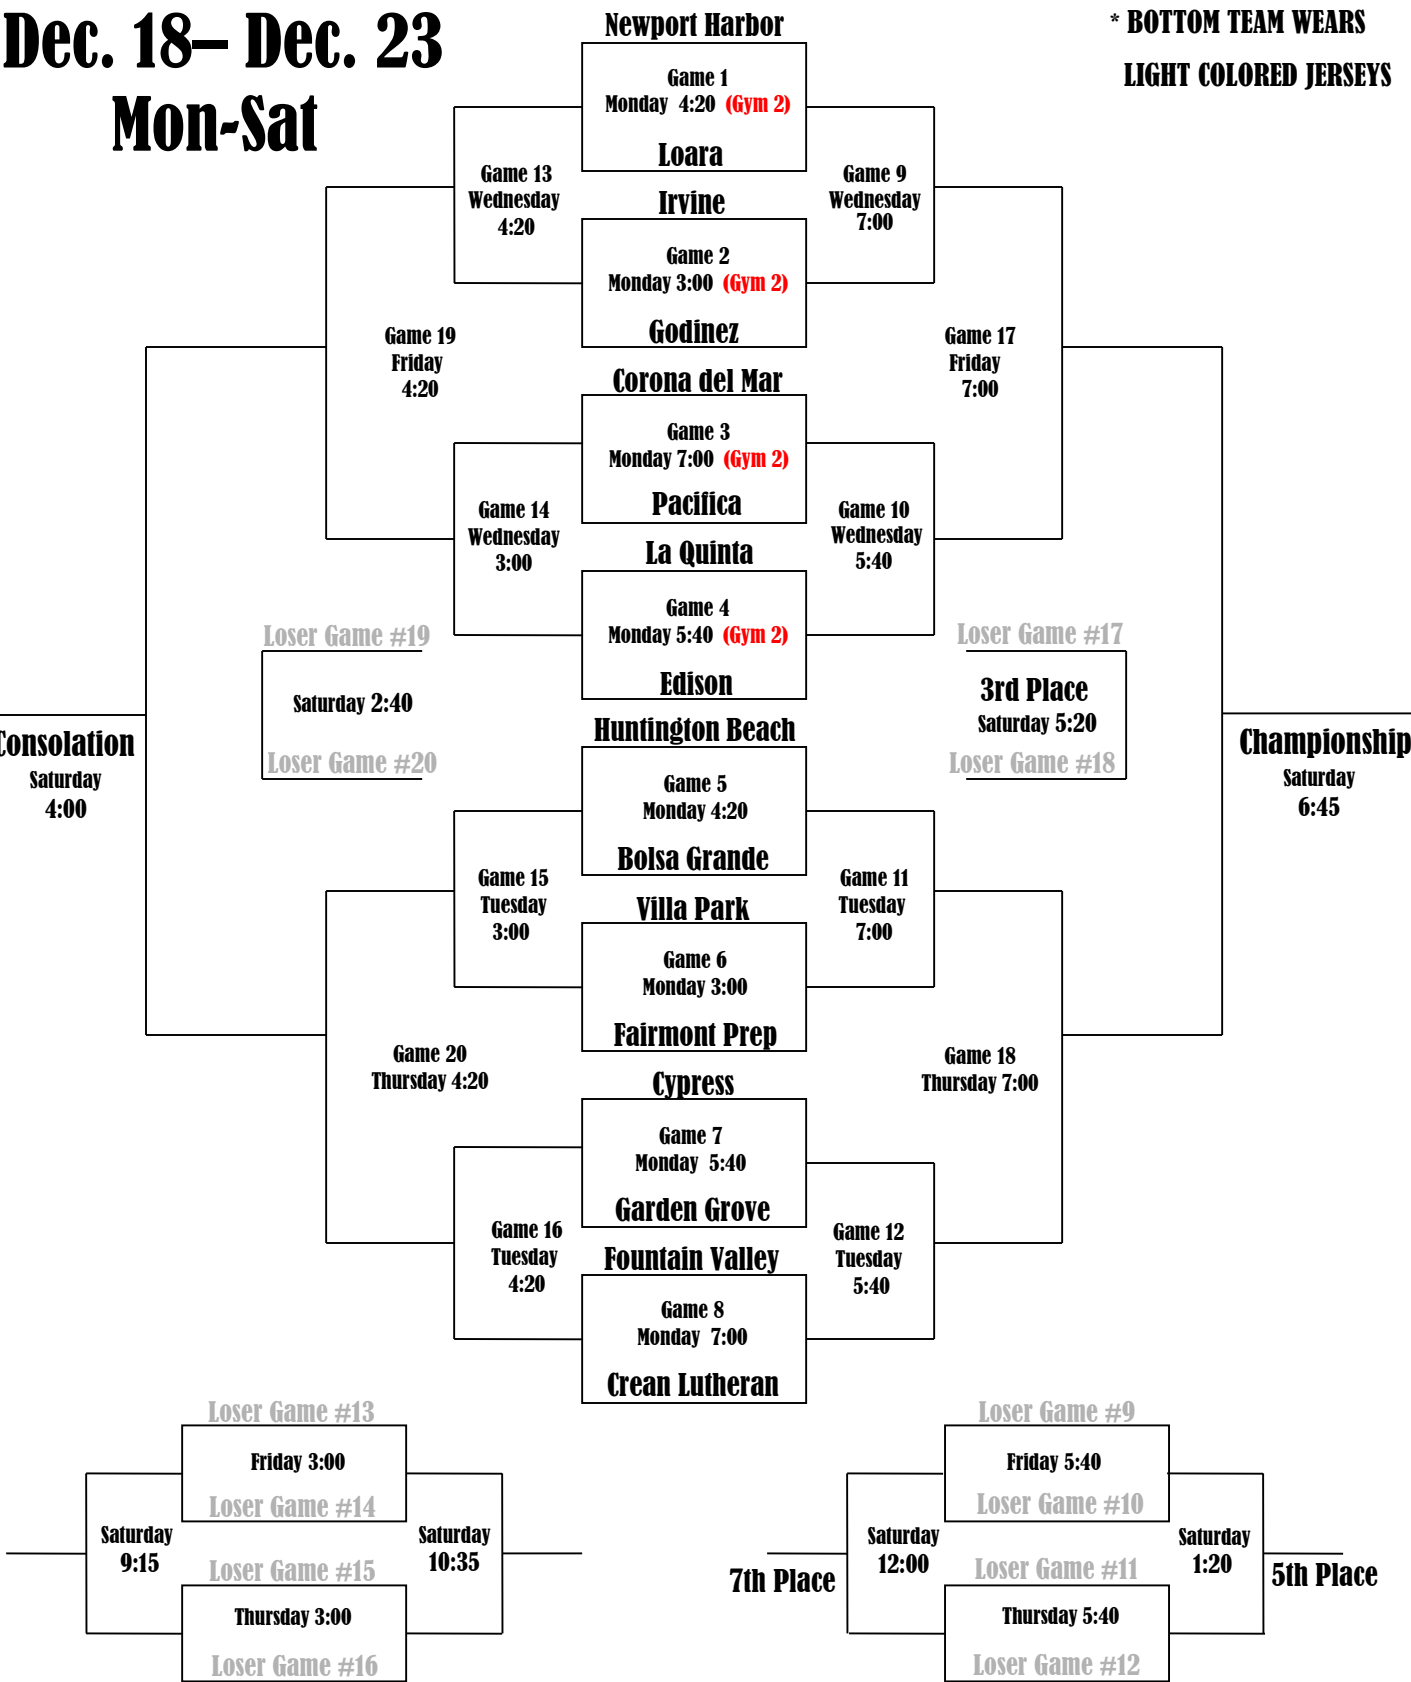 Dec. 18– Dec. 23
Mon-Sat
* BOTTOM TEAM WEARS
LIGHT COLORED JERSEYS
Newport Harbor
Game 1
Monday 4:20 (Gym 2)
Loara
Game 13
Wednesday
4:20
Game 9
Wednesday
7:00
Irvine
Game 2
Monday 3:00 (Gym 2)
Godinez
Game 19
Friday
4:20
Game 17
Friday
7:00
Corona del Mar
Game 3
Monday 7:00 (Gym 2)
Pacifica
Game 14
Wednesday
3:00
Game 10
Wednesday
5:40
La Quinta
Game 4
Monday 5:40 (Gym 2)
Edison
Loser Game #19
Saturday 2:40
Loser Game #20
Loser Game #17
3rd Place
Saturday 5:20
Loser Game #18
Consolation
Saturday
4:00
Championship
Saturday
6:45
Huntington Beach
Game 5
Monday 4:20
Bolsa Grande
Game 15
Tuesday
3:00
Game 11
Tuesday
7:00
Villa Park
Game 6
Monday 3:00
Fairmont Prep
Game 20
Thursday 4:20
Game 18
Thursday 7:00
Cypress
Game 7
Monday 5:40
Garden Grove
Game 16
Tuesday
4:20
Game 12
Tuesday
5:40
Fountain Valley
Game 8
Monday 7:00
Crean Lutheran
Loser Game #13
Friday 3:00
Loser Game #14
Saturday
9:15
Saturday
10:35
Loser Game #15
Thursday 3:00
Loser Game #16
Loser Game #9
Friday 5:40
Loser Game #10
7th Place
Saturday
12:00
Saturday
1:20
5th Place
Loser Game #11
Thursday 5:40
Loser Game #12